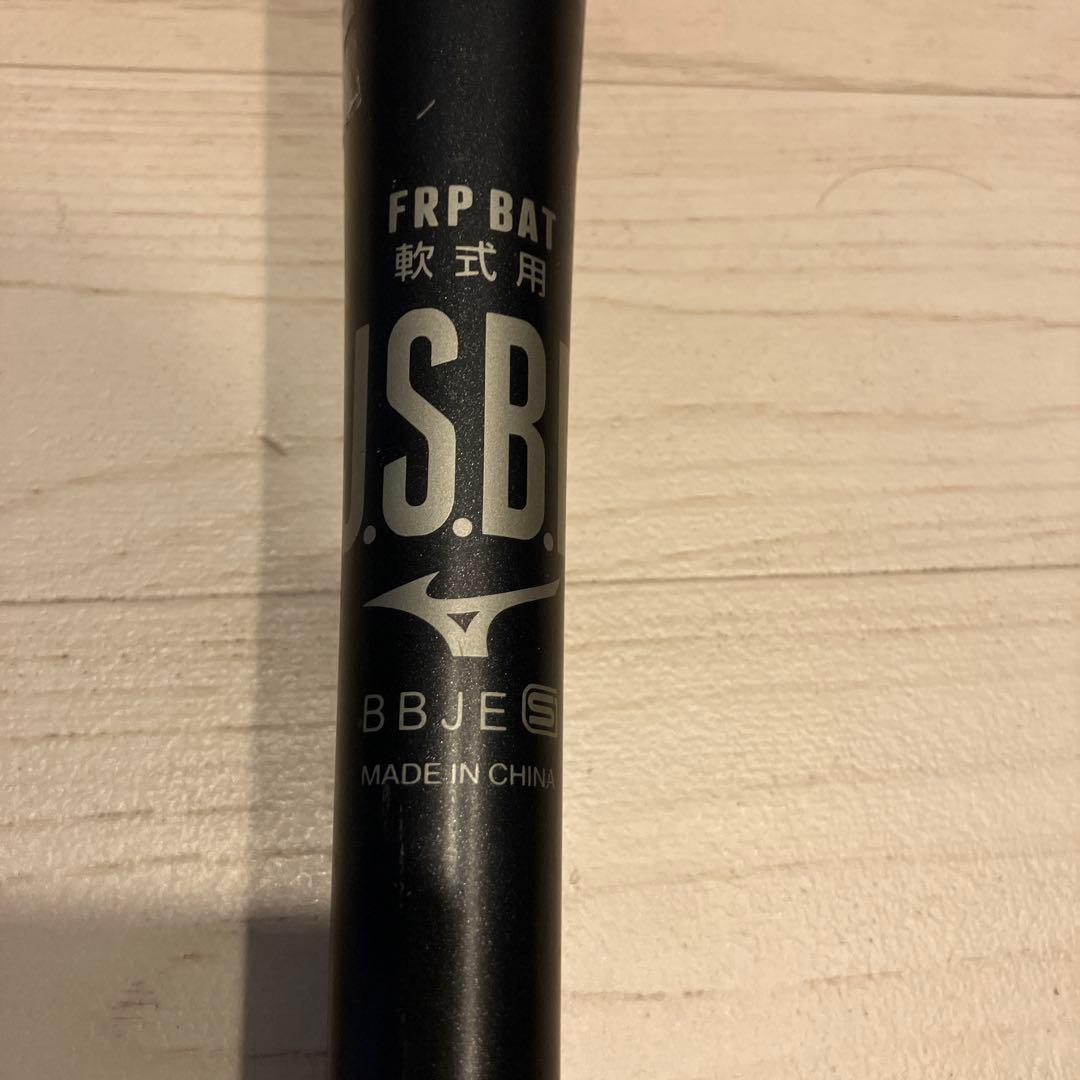 FRP BAT
軟式用
J.S.B.B
BBJE S
MADE IN CHINA